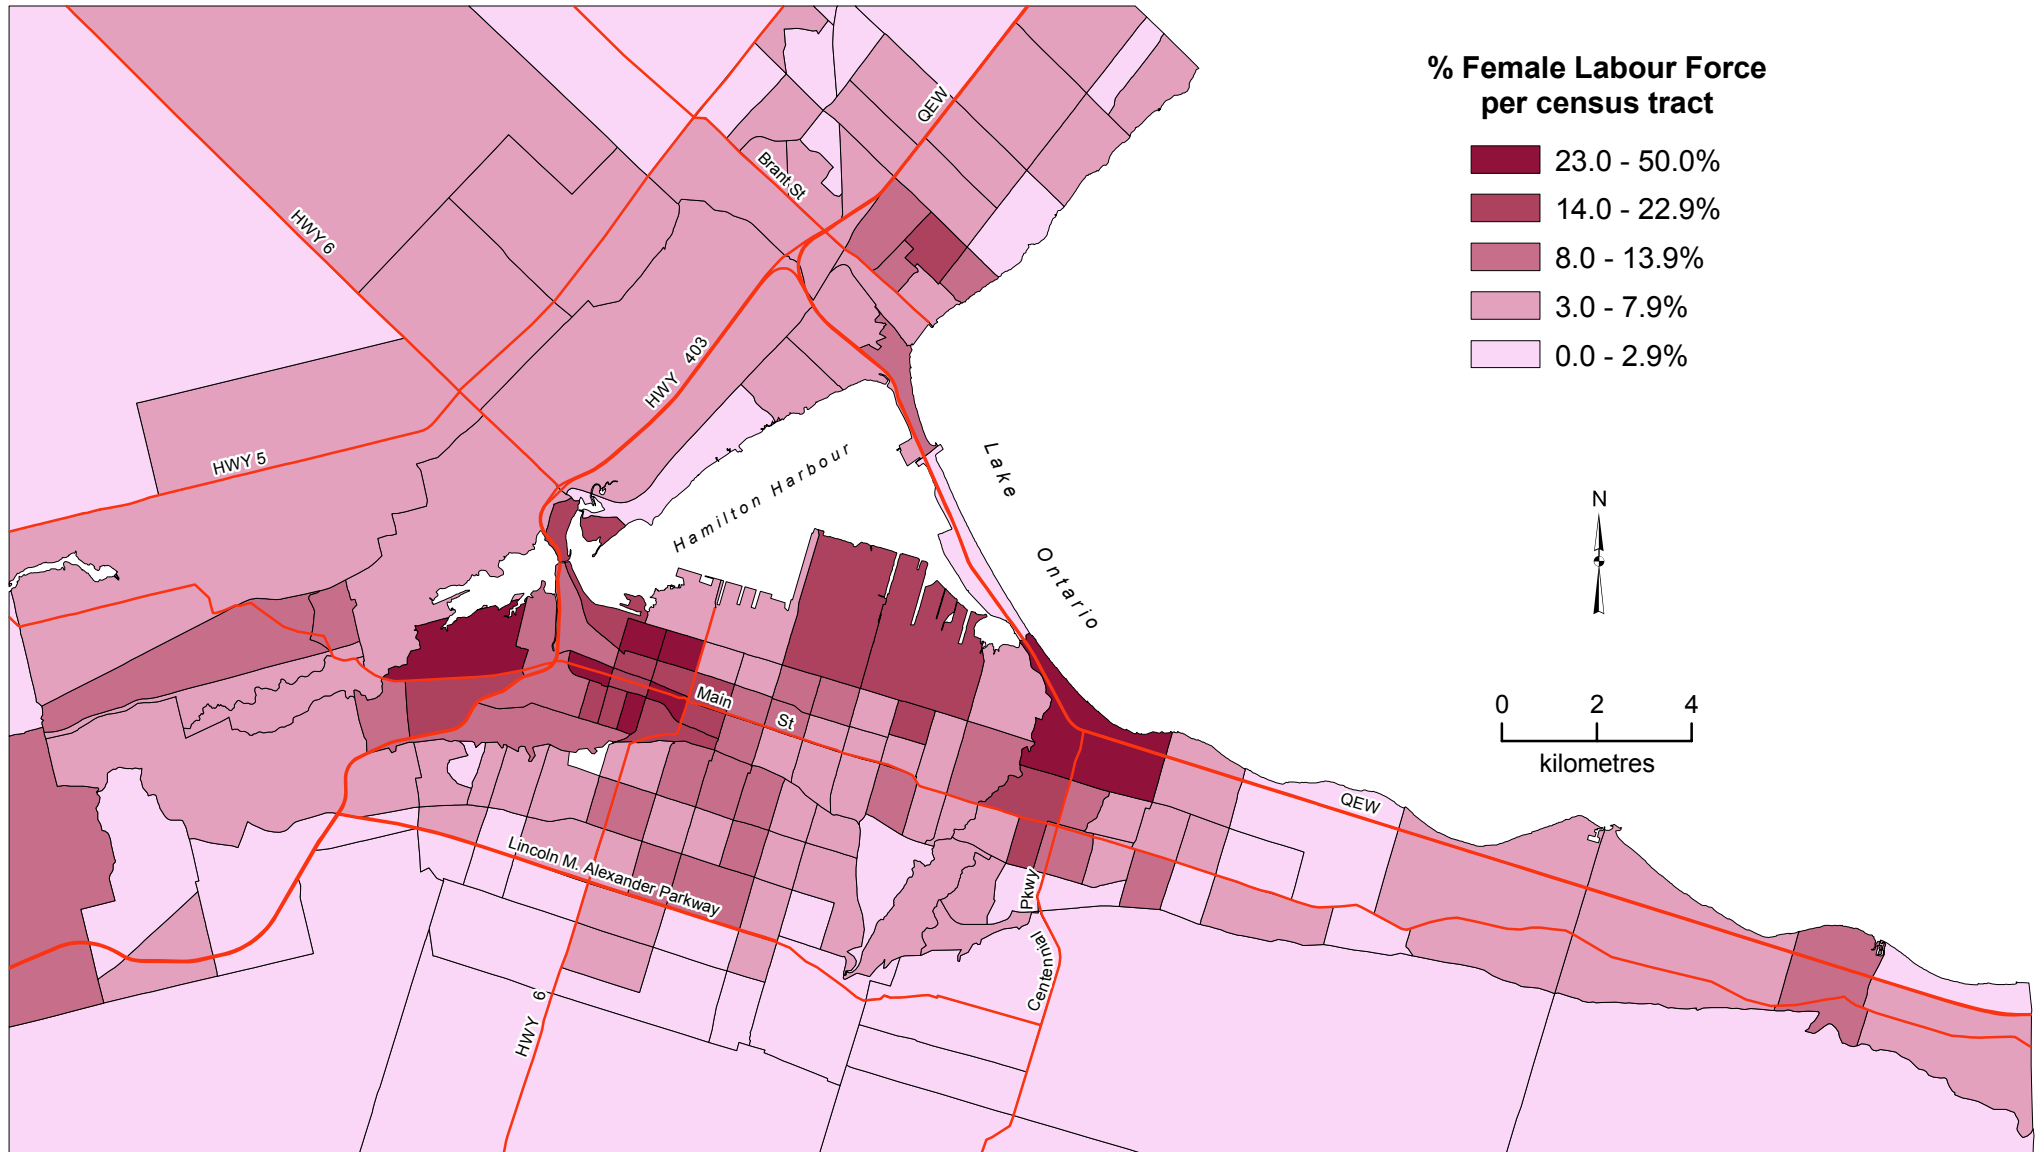 % Female Labour Force
per census tract
23.0 - 50.0%
14.0 - 22.9%
8.0 - 13.9%
3.0 - 7.9%
0.0 - 2.9%
QEW
Brant St
HWY 6
HWY 403
HWY 5
Hamilton Harbour
Lake Ontario
N
0 2 4
kilometres
Main St
QEW
Lincoln M. Alexander Parkway
Centennial Pkwy
HWY 6